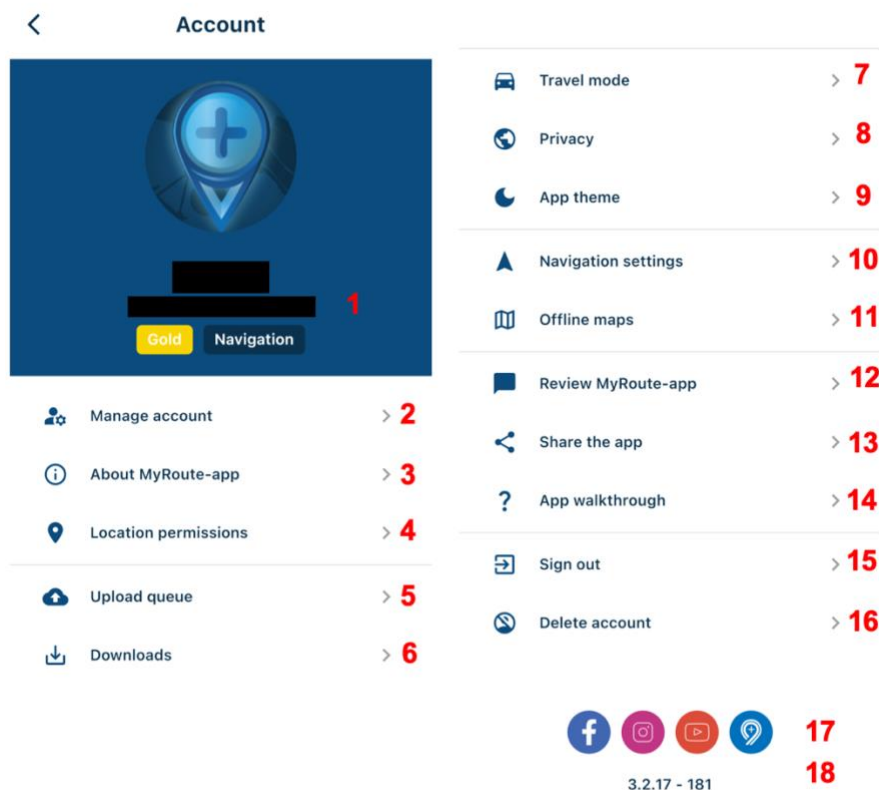 Account
1
Gold Navigation
Manage account 2
About MyRoute-app 3
Location permissions 4
Upload queue 5
Downloads 6
Travel mode 7
Privacy 8
App theme 9
Navigation settings 10
Offline maps 11
Review MyRoute-app 12
Share the app 13
App walkthrough 14
Sign out 15
Delete account 16
17
3.2.17 - 181 18